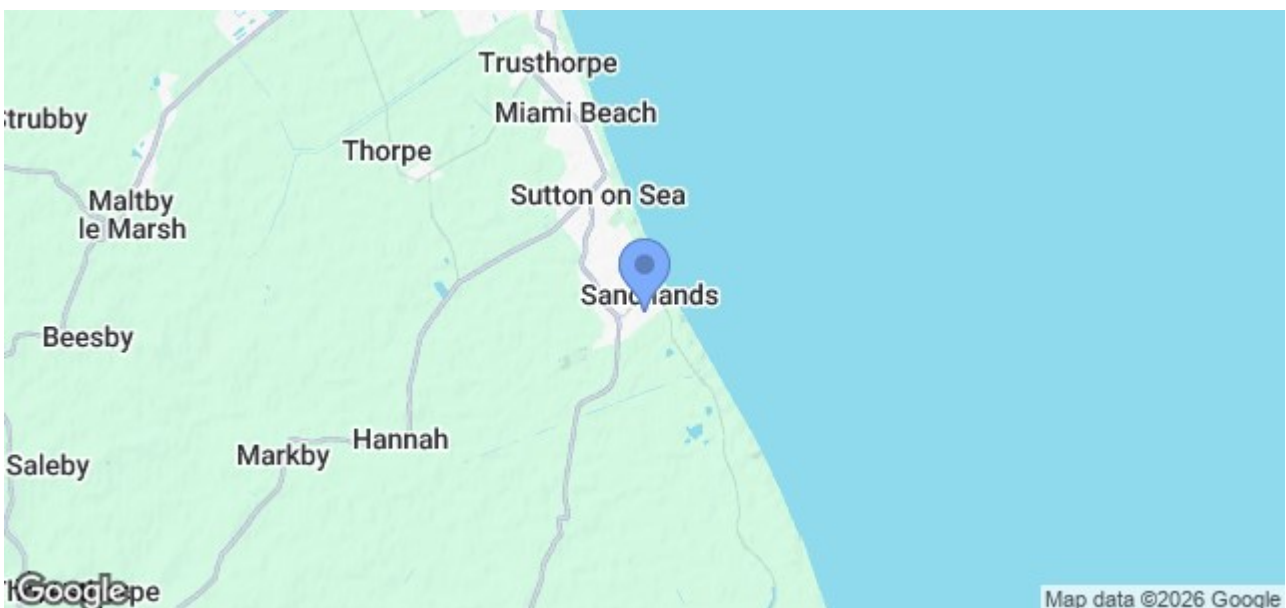 Trusthorpe
Miami Beach
Strubby
Thorpe
Maltby
le Marsh
Sutton on Sea
Sandilands
Beesby
Hannah
Markby
Saleby
Google
Map data ©2026 Google